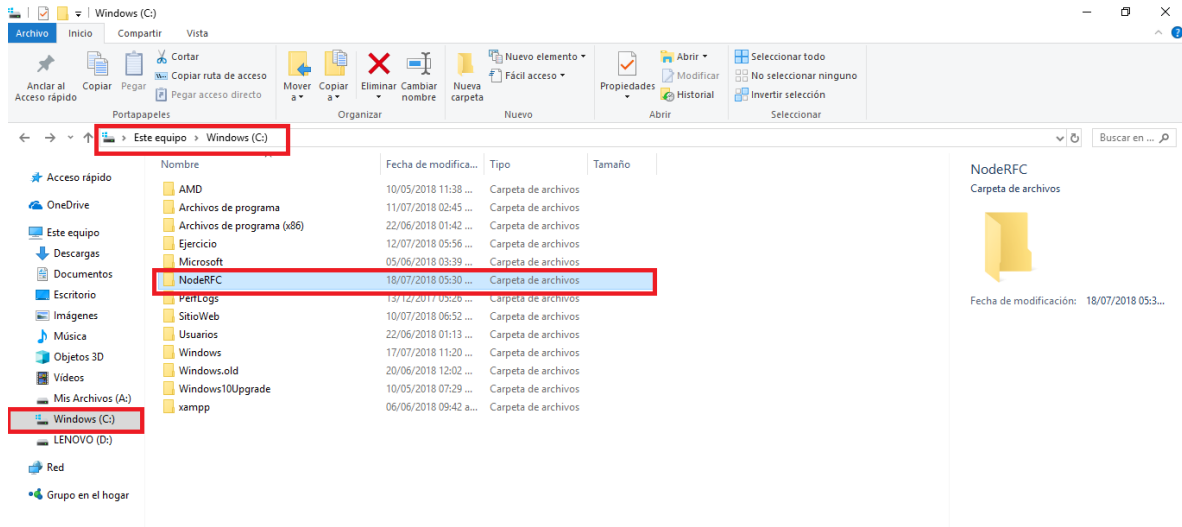 Windows (C:)
Archivo Inicio Compartir Vista
Anclar al Acceso rápido
Copiar
Pegar
Cortar
Copiar ruta de acceso
Pegar acceso directo
Portapapeles
Mover a
Copiar a
Eliminar
Cambiar nombre
Organizar
Nueva carpeta
Nuevo elemento
Fácil acceso
Nuevo
Propiedades
Abrir
Modificar
Historial
Abrir
Seleccionar todo
No seleccionar ninguno
Invertir selección
Seleccionar
Este equipo > Windows (C:)
Buscar en ...
Acceso rápido
OneDrive
Este equipo
Descargas
Documentos
Escritorio
Imágenes
Música
Objetos 3D
Vídeos
Mis Archivos (A:)
Windows (C:)
LENOVO (D:)
Red
Grupo en el hogar
Nombre Fecha de modifica... Tipo Tamaño
AMD 10/05/2018 11:38 ... Carpeta de archivos
Archivos de programa 11/07/2018 02:45 ... Carpeta de archivos
Archivos de programa (x86) 22/06/2018 01:42 ... Carpeta de archivos
Ejercicio 12/07/2018 05:56 ... Carpeta de archivos
Microsoft 05/06/2018 03:39 ... Carpeta de archivos
NodeRFC 18/07/2018 05:30 ... Carpeta de archivos
PerfLogs 13/12/2017 05:26 ... Carpeta de archivos
SitioWeb 10/07/2018 06:52 ... Carpeta de archivos
Usuarios 22/06/2018 01:13 ... Carpeta de archivos
Windows 17/07/2018 11:20 ... Carpeta de archivos
Windows.old 20/06/2018 12:02 ... Carpeta de archivos
Windows10Upgrade 10/05/2018 07:29 ... Carpeta de archivos
xampp 06/06/2018 09:42 a... Carpeta de archivos
NodeRFC
Carpeta de archivos
Fecha de modificación: 18/07/2018 05:3...